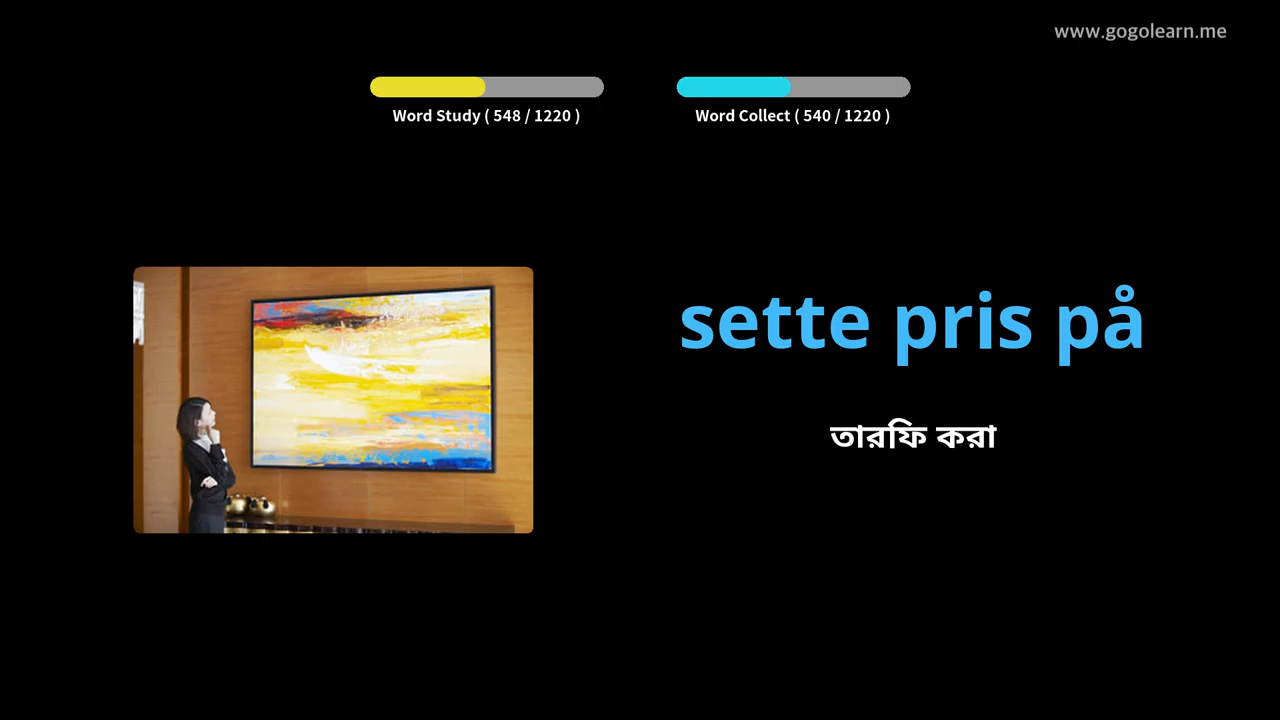 www.gogolearn.me
Word Study ( 548 / 1220 )
Word Collect ( 540 / 1220 )
sette pris på
তারফি করা